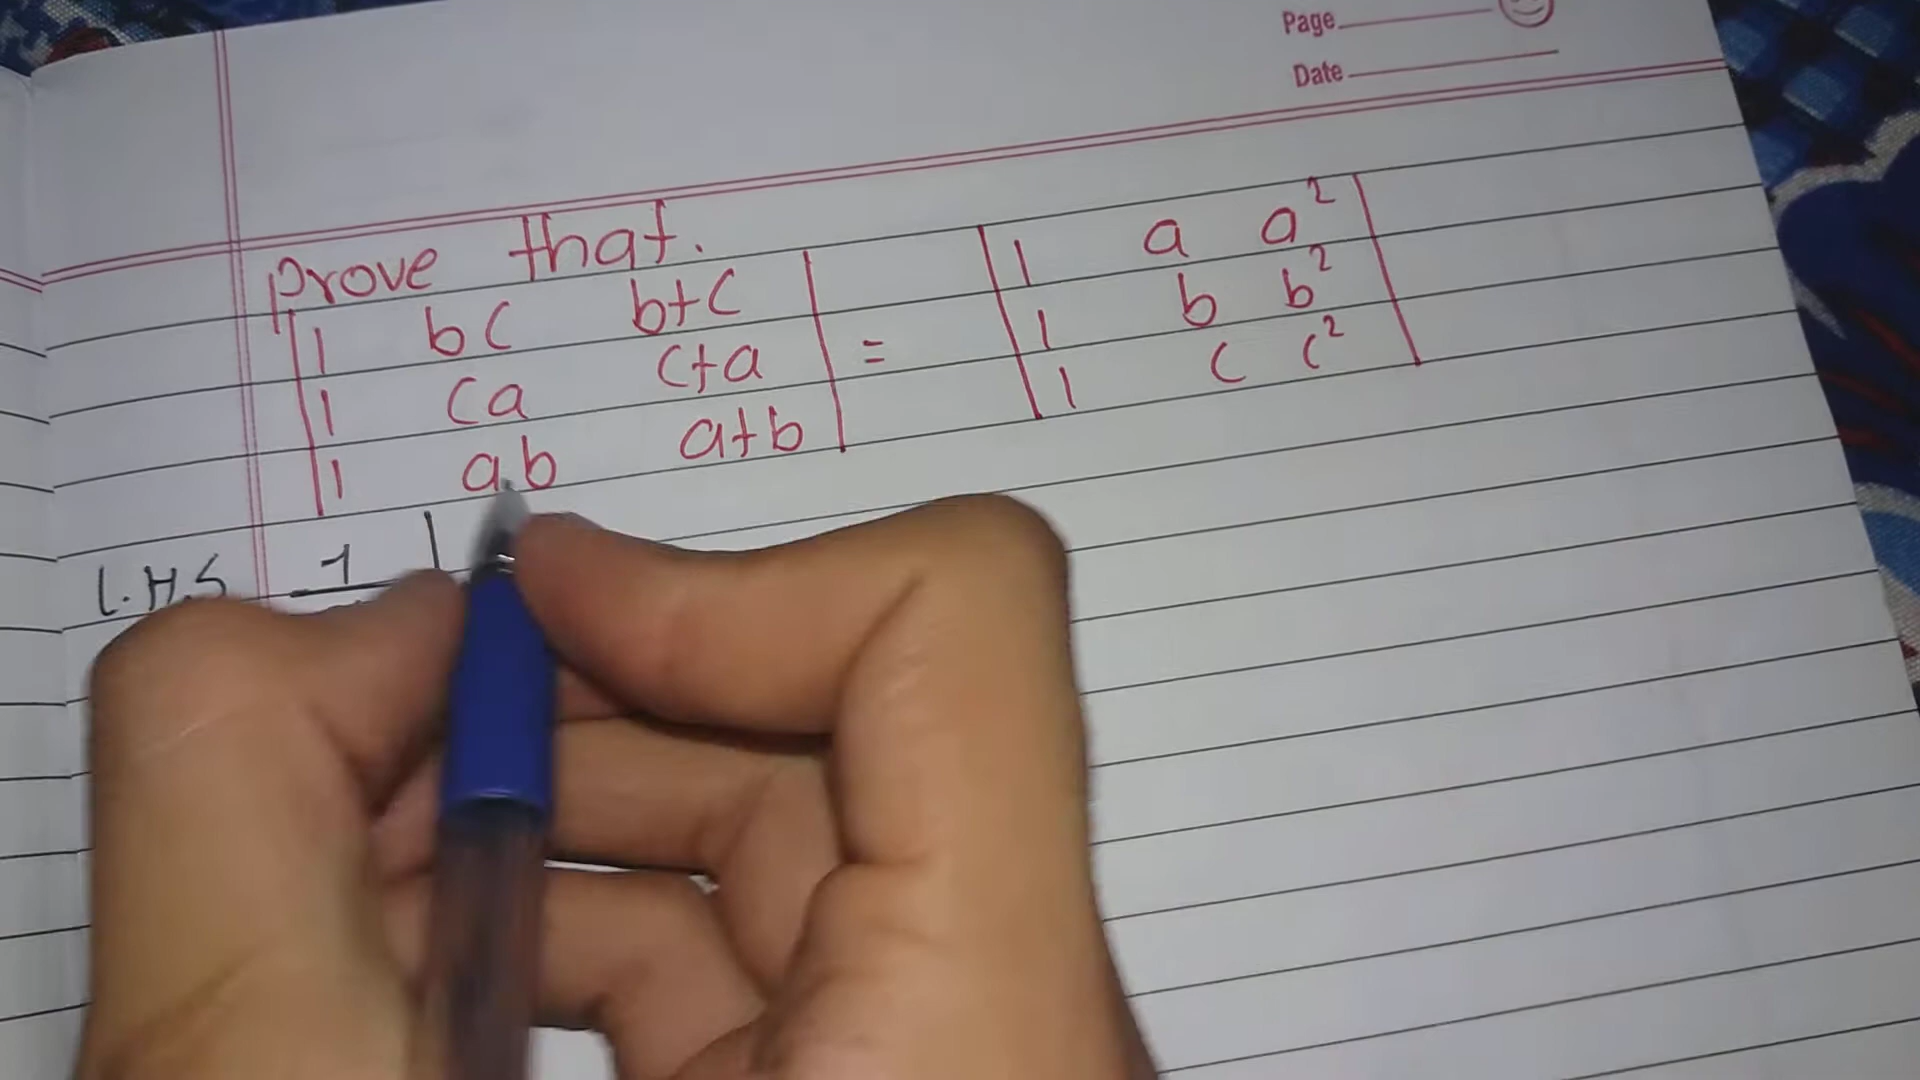 Page
Date
Prove that.
| 1 bc b+c | = | 1 a a² |
| 1 ca c+a | | 1 b b² |
| 1 ab a+b | | 1 c c² |
L.H.S 1 |